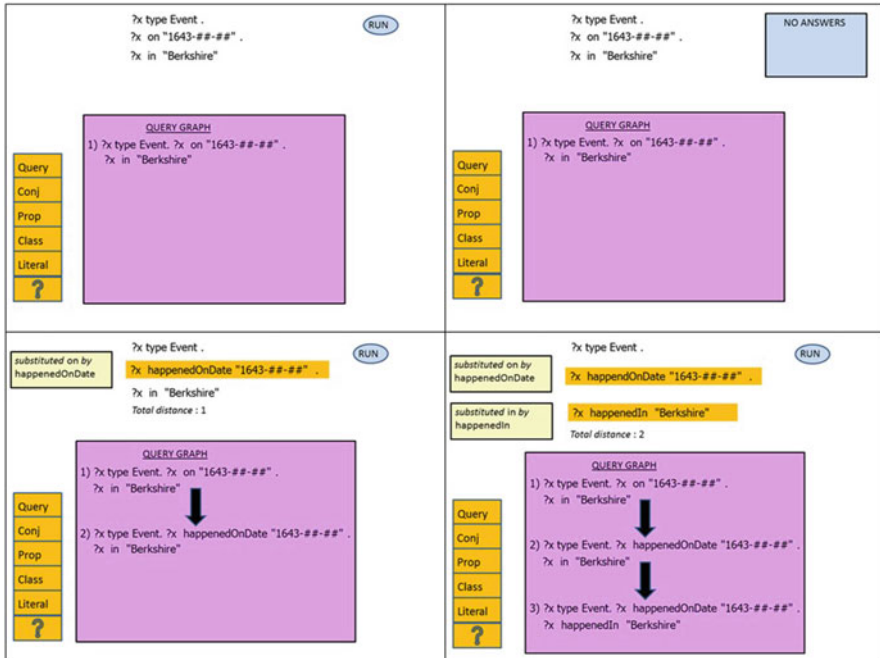 ?x type Event .
?x on "1643-##-##" .
?x in "Berkshire"
RUN
QUERY GRAPH
1) ?x type Event. ?x on "1643-##-##" .
?x in "Berkshire"
Query
Conj
Prop
Class
Literal
?
?x type Event .
?x on "1643-##-##" .
?x in "Berkshire"
NO ANSWERS
QUERY GRAPH
1) ?x type Event. ?x on "1643-##-##" .
?x in "Berkshire"
Query
Conj
Prop
Class
Literal
?
substituted on by
happenedOnDate
?x type Event .
?x happenedOnDate "1643-##-##" .
?x in "Berkshire"
Total distance : 1
RUN
QUERY GRAPH
1) ?x type Event. ?x on "1643-##-##" .
?x in "Berkshire"
2) ?x type Event. ?x happenedOnDate "1643-##-##" .
?x in "Berkshire"
Query
Conj
Prop
Class
Literal
?
substituted on by
happenedOnDate
substituted in by
happenedIn
?x type Event .
?x happendOnDate "1643-##-##" .
?x happenedIn "Berkshire"
Total distance : 2
RUN
QUERY GRAPH
1) ?x type Event. ?x on "1643-##-##" .
?x in "Berkshire"
2) ?x type Event. ?x happenedOnDate "1643-##-##" .
?x in "Berkshire"
3) ?x type Event. ?x happenedOnDate "1643-##-##" .
?x happenedIn "Berkshire"
Query
Conj
Prop
Class
Literal
?